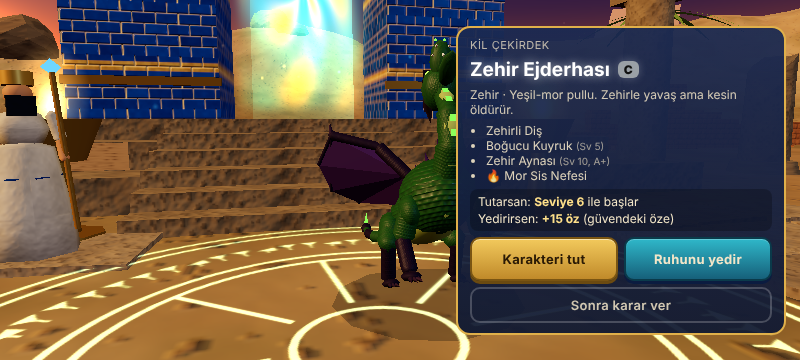 KİL ÇEKİRDEK
Zehir Ejderhası C
Zehir · Yeşil-mor pullu. Zehirle yavaş ama kesin
öldürür.
• Zehirli Diş
• Boğucu Kuyruk (Sv 5)
• Zehir Aynası (Sv 10, A+)
• 🔥 Mor Sis Nefesi
Tutarsan: Seviye 6 ile başlar
Yedirirsen: +15 öz (güvendeki öze)
Karakteri tut
Ruhunu yedir
Sonra karar ver